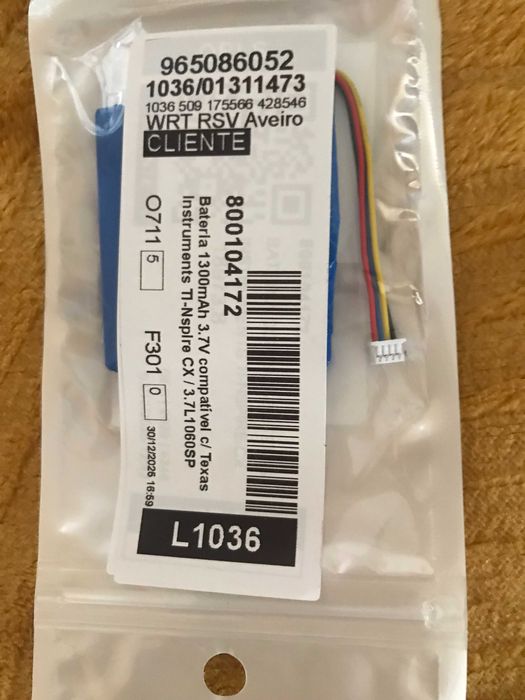 965086052
1036/01311473
1036 509 175566 428546
WRT RSV Aveiro
CLIENTE
800104172
Bateria 1300mAh 3.7V compatível c/ Texas
Instruments TI-Nspire CX / 3.7L1060SP
O711 5
F301 0
30/12/2025 16:59
L1036